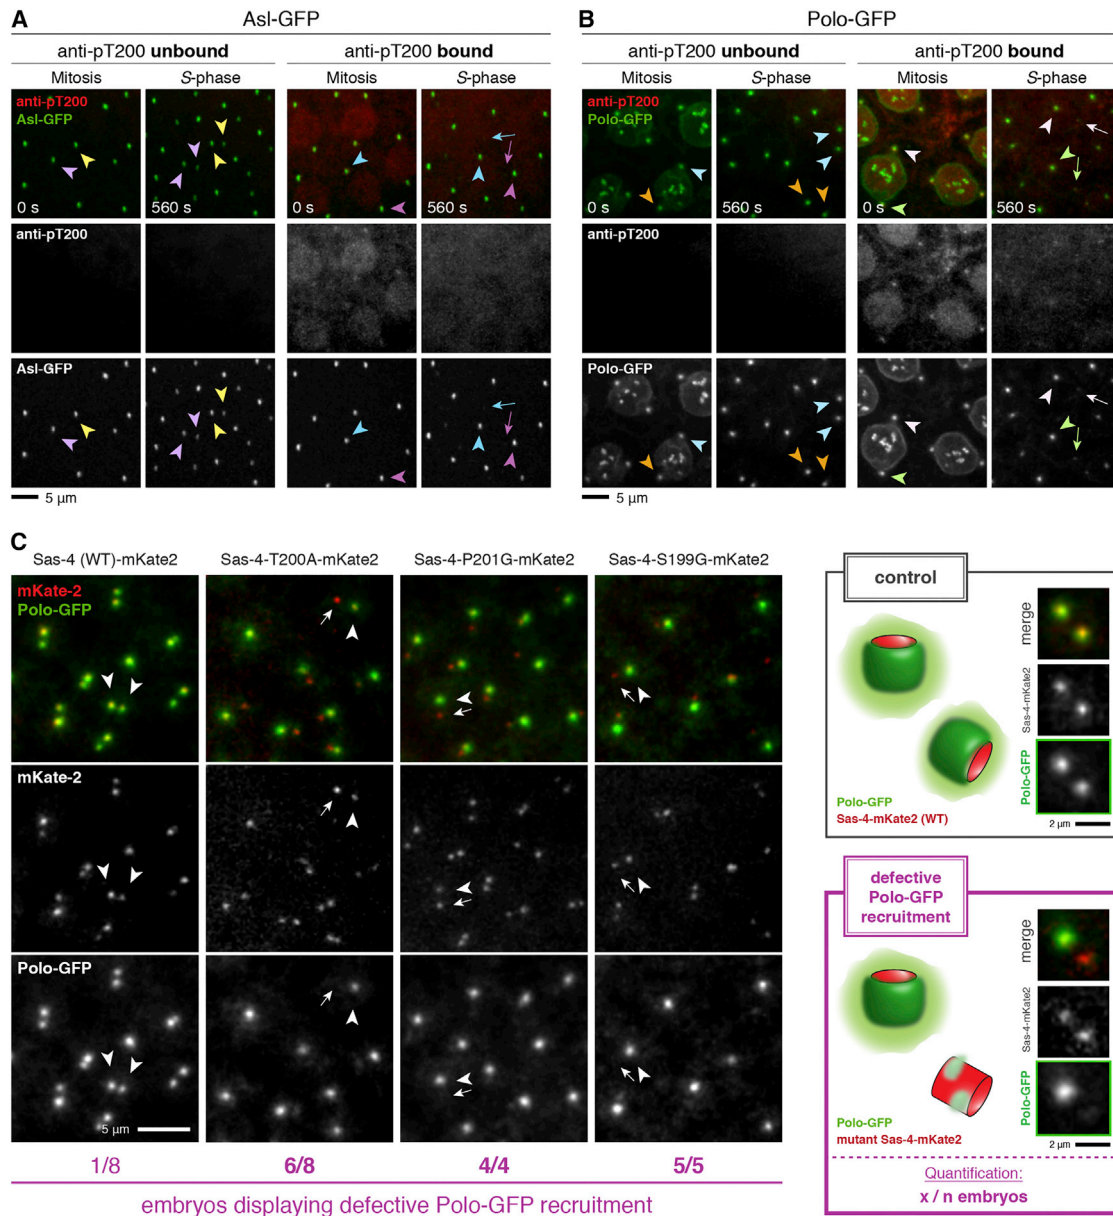 A
Asl-GFP
anti-pT200 unbound
anti-pT200 bound
Mitosis
S-phase
Mitosis
S-phase
anti-pT200
Asl-GFP
0 s
560 s
0 s
560 s
anti-pT200
Asl-GFP
5 µm
B
Polo-GFP
anti-pT200 unbound
anti-pT200 bound
Mitosis
S-phase
Mitosis
S-phase
anti-pT200
Polo-GFP
0 s
560 s
0 s
560 s
anti-pT200
Polo-GFP
5 µm
C
Sas-4 (WT)-mKate2
Sas-4-T200A-mKate2
Sas-4-P201G-mKate2
Sas-4-S199G-mKate2
mKate-2
Polo-GFP
mKate-2
Polo-GFP
5 µm
1/8
6/8
4/4
5/5
embryos displaying defective Polo-GFP recruitment
control
merge
Sas-4-mKate2
Polo-GFP
Polo-GFP
Sas-4-mKate2 (WT)
2 µm
defective
Polo-GFP
recruitment
merge
Sas-4-mKate2
Polo-GFP
Polo-GFP
mutant Sas-4-mKate2
2 µm
Quantification:
x / n embryos